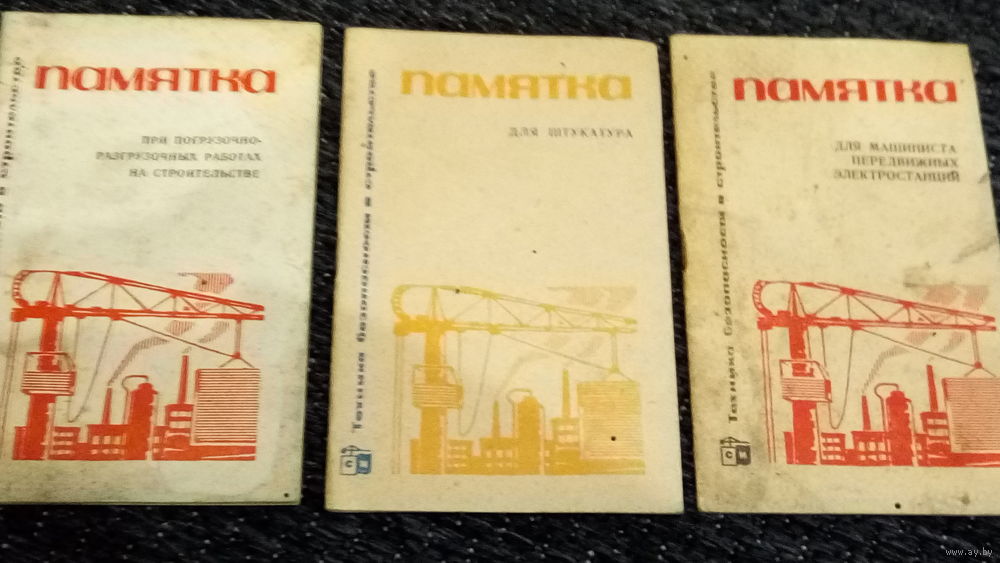 ПАМЯТКА
ПРИ ПОГРУЗОЧНО-
РАЗГРУЗОЧНЫХ РАБОТАХ
НА СТРОИТЕЛЬСТВЕ
в строительстве
ПАМЯТКА
ДЛЯ ШТУКАТУРА
Техника безопасности в строительстве
С И
ПАМЯТКА
ДЛЯ МАШИНИСТА
ПЕРЕДВИЖНЫХ
ЭЛЕКТРОСТАНЦИЙ
Техника безопасности в строительстве
С И
www.ay.by